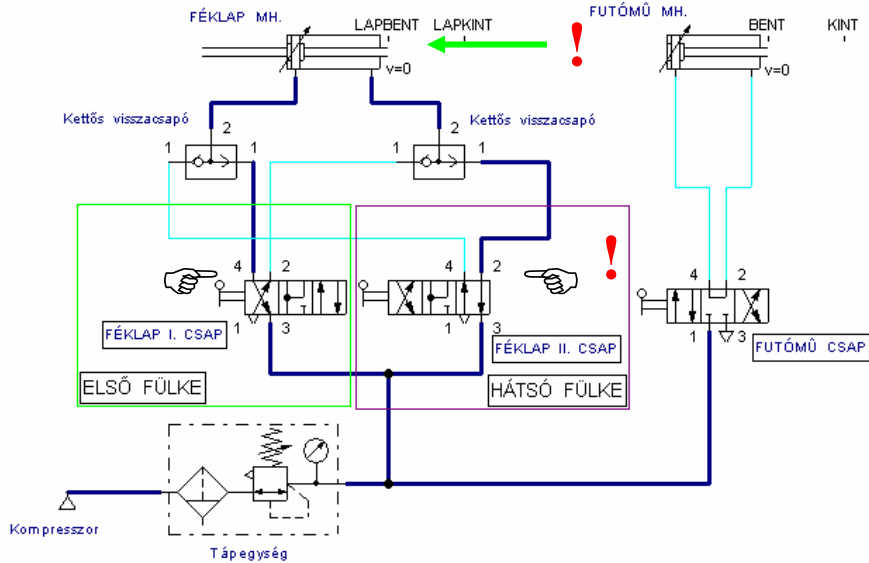 FÉKLAP MH.
LAPBENT
LAPKINT
!
FUTÓMÛ MH.
BENT
KINT
v=0
v=0
Kettős visszacsapó
2
2
Kettős visszacsapó
1
1
1
1
4
2
4
2
!
4
2
1
3
1
3
1
3
FÉKLAP I. CSAP
FÉKLAP II. CSAP
FUTÓMÛ CSAP
ELSŐ FÜLKE
HÁTSÓ FÜLKE
Kompresszor
Tápegység